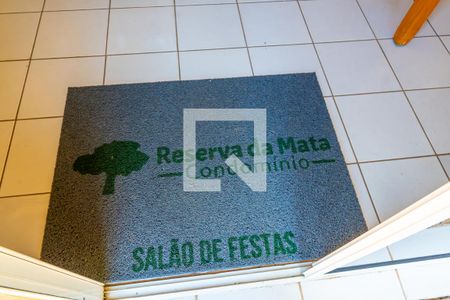 Reserva da Mata
Condomínio
SALÃO DE FESTAS